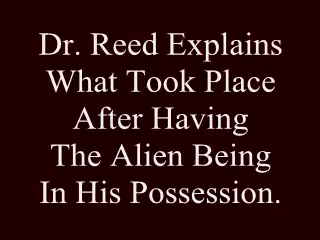 Dr. Reed Explains
What Took Place
After Having
The Alien Being
In His Possession.